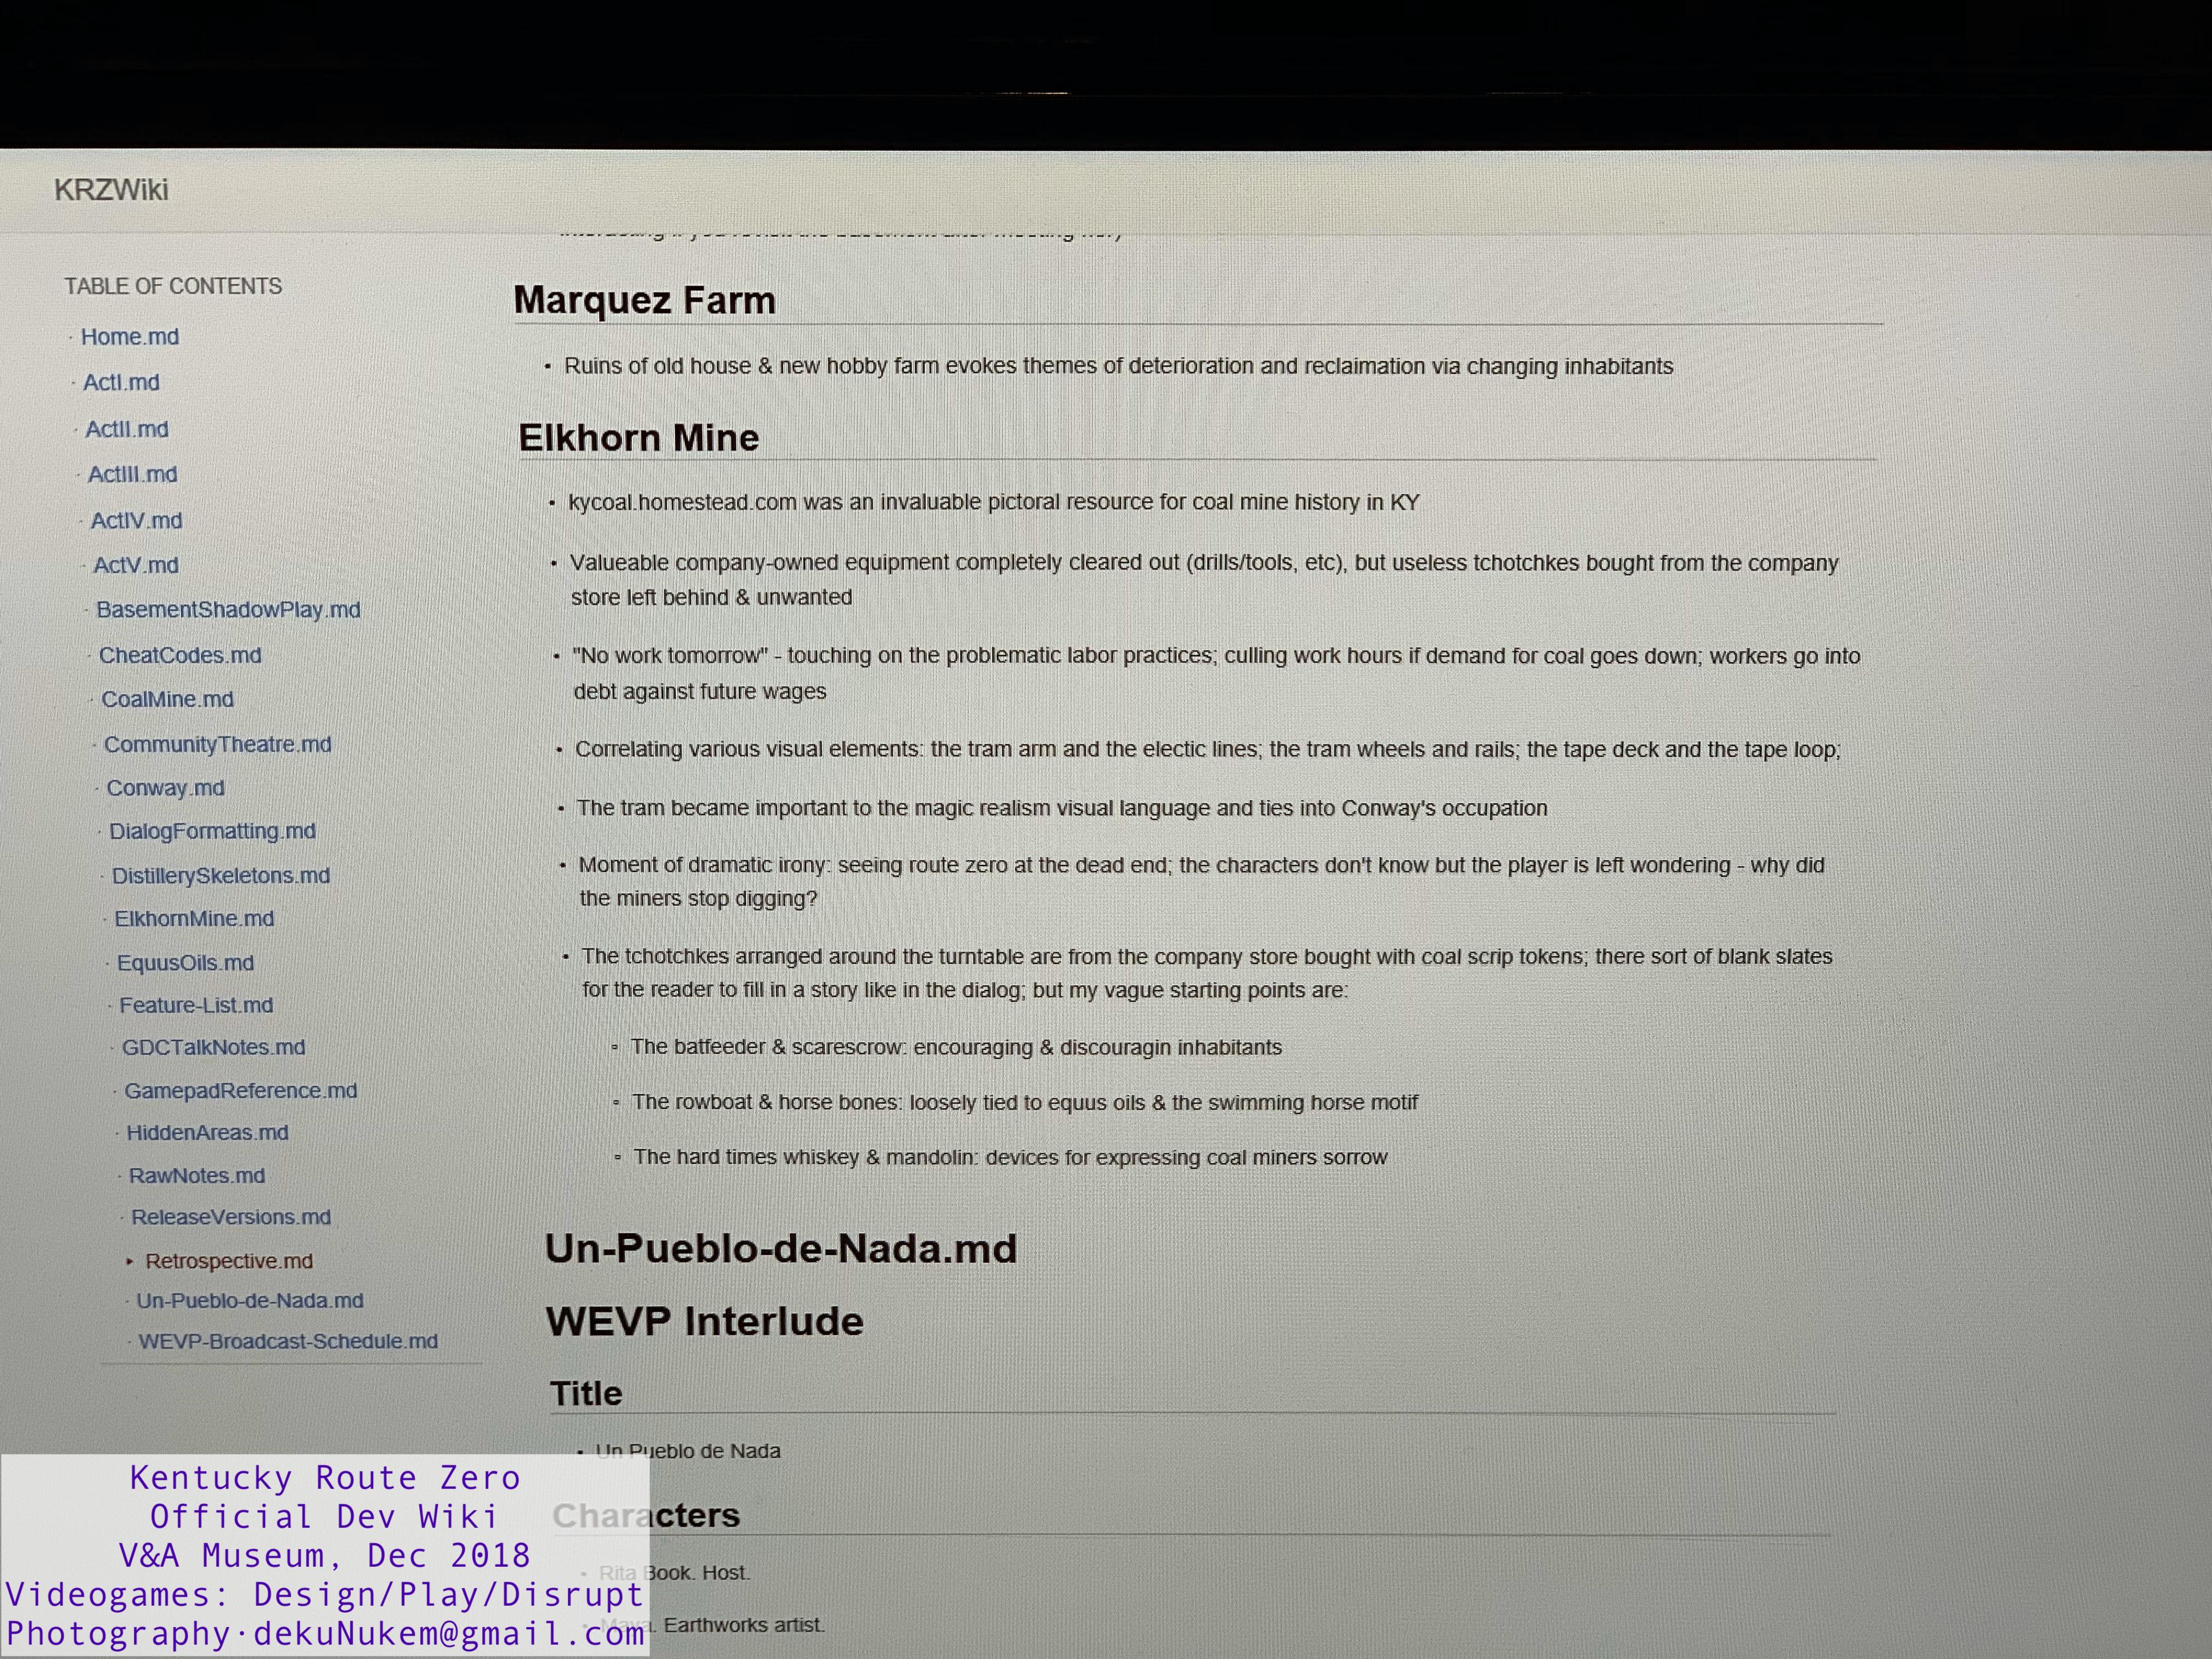 KRZWiki
TABLE OF CONTENTS
· Home.md
· ActI.md
· ActII.md
· ActIII.md
· ActIV.md
· ActV.md
· BasementShadowPlay.md
· CheatCodes.md
· CoalMine.md
· CommunityTheatre.md
· Conway.md
· DialogFormatting.md
· DistillerySkeletons.md
· ElkhornMine.md
· EquusOils.md
· Feature-List.md
· GDCTalkNotes.md
· GamepadReference.md
· HiddenAreas.md
· RawNotes.md
· ReleaseVersions.md
‣ Retrospective.md
· Un-Pueblo-de-Nada.md
· WEVP-Broadcast-Schedule.md
Marquez Farm
• Ruins of old house & new hobby farm evokes themes of deterioration and reclaimation via changing inhabitants
Elkhorn Mine
• kycoal.homestead.com was an invaluable pictoral resource for coal mine history in KY
• Valueable company-owned equipment completely cleared out (drills/tools, etc), but useless tchotchkes bought from the company
store left behind & unwanted
• "No work tomorrow" - touching on the problematic labor practices; culling work hours if demand for coal goes down; workers go into
debt against future wages
• Correlating various visual elements: the tram arm and the electic lines; the tram wheels and rails; the tape deck and the tape loop;
• The tram became important to the magic realism visual language and ties into Conway's occupation
• Moment of dramatic irony: seeing route zero at the dead end; the characters don't know but the player is left wondering - why did
the miners stop digging?
• The tchotchkes arranged around the turntable are from the company store bought with coal scrip tokens; there sort of blank slates
for the reader to fill in a story like in the dialog; but my vague starting points are:
▫ The batfeeder & scarescrow: encouraging & discouragin inhabitants
▫ The rowboat & horse bones: loosely tied to equus oils & the swimming horse motif
▫ The hard times whiskey & mandolin: devices for expressing coal miners sorrow
Un-Pueblo-de-Nada.md
WEVP Interlude
Title
• Un Pueblo de Nada
Characters
• Rita Book. Host.
• Maya. Earthworks artist.
Kentucky Route Zero
Official Dev Wiki
V&A Museum, Dec 2018
Videogames: Design/Play/Disrupt
Photography·dekuNukem@gmail.com